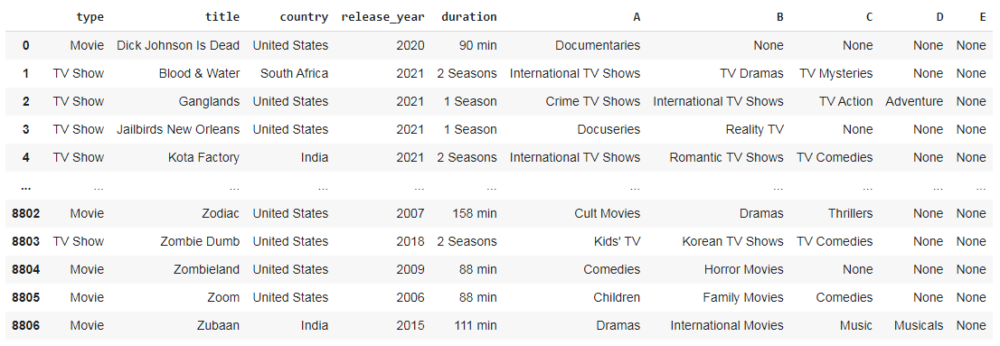 type title country release_year duration A B C D E
0 Movie Dick Johnson Is Dead United States 2020 90 min Documentaries None None None None
1 TV Show Blood & Water South Africa 2021 2 Seasons International TV Shows TV Dramas TV Mysteries None None
2 TV Show Ganglands United States 2021 1 Season Crime TV Shows International TV Shows TV Action Adventure None
3 TV Show Jailbirds New Orleans United States 2021 1 Season Docuseries Reality TV None None None
4 TV Show Kota Factory India 2021 2 Seasons International TV Shows Romantic TV Shows TV Comedies None None
... ... ... ... ... ... ... ... ... ... ...
8802 Movie Zodiac United States 2007 158 min Cult Movies Dramas Thrillers None None
8803 TV Show Zombie Dumb United States 2018 2 Seasons Kids' TV Korean TV Shows TV Comedies None None
8804 Movie Zombieland United States 2009 88 min Comedies Horror Movies None None None
8805 Movie Zoom United States 2006 88 min Children Family Movies Comedies None None
8806 Movie Zubaan India 2015 111 min Dramas International Movies Music Musicals None